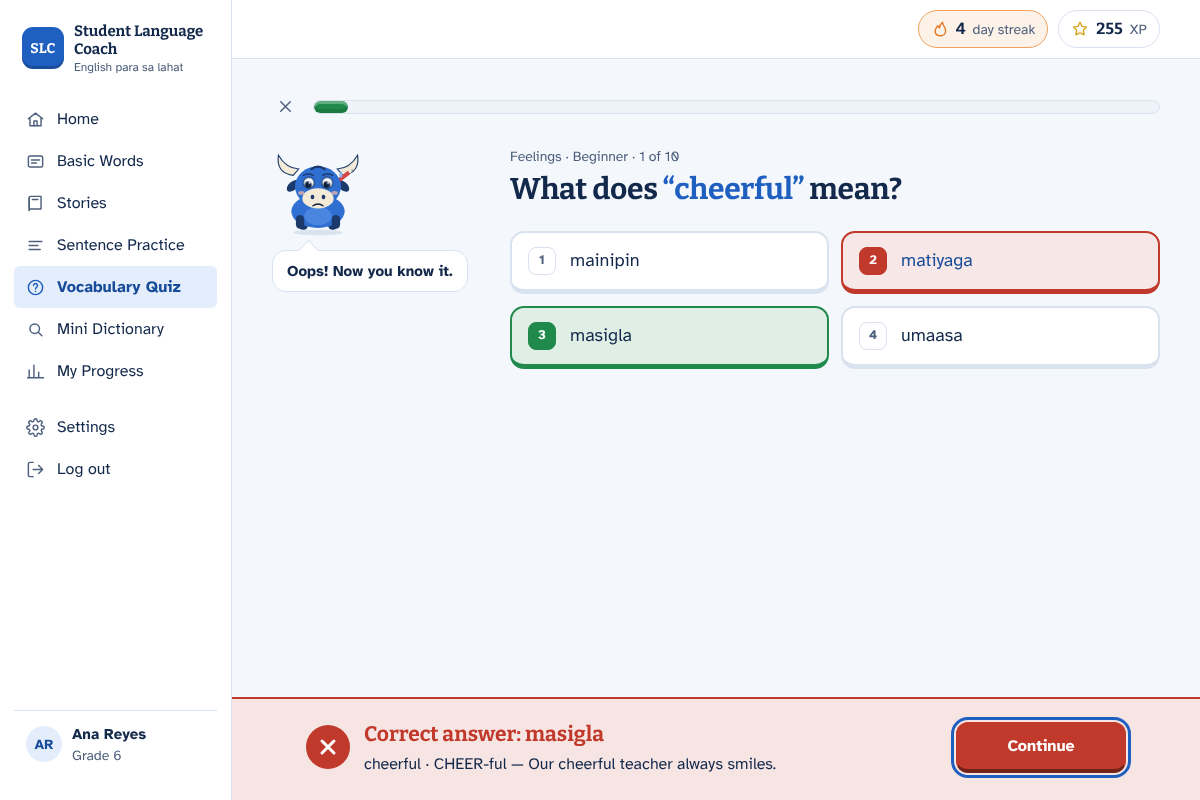 SLC
Student Language
Coach
English para sa lahat
Home
Basic Words
Stories
Sentence Practice
Vocabulary Quiz
Mini Dictionary
My Progress
Settings
Log out
AR
Ana Reyes
Grade 6
4 day streak
255 XP
Oops! Now you know it.
Feelings · Beginner · 1 of 10
What does “cheerful” mean?
1 mainipin
2 matiyaga
3 masigla
4 umaasa
Correct answer: masigla
cheerful · CHEER-ful — Our cheerful teacher always smiles.
Continue